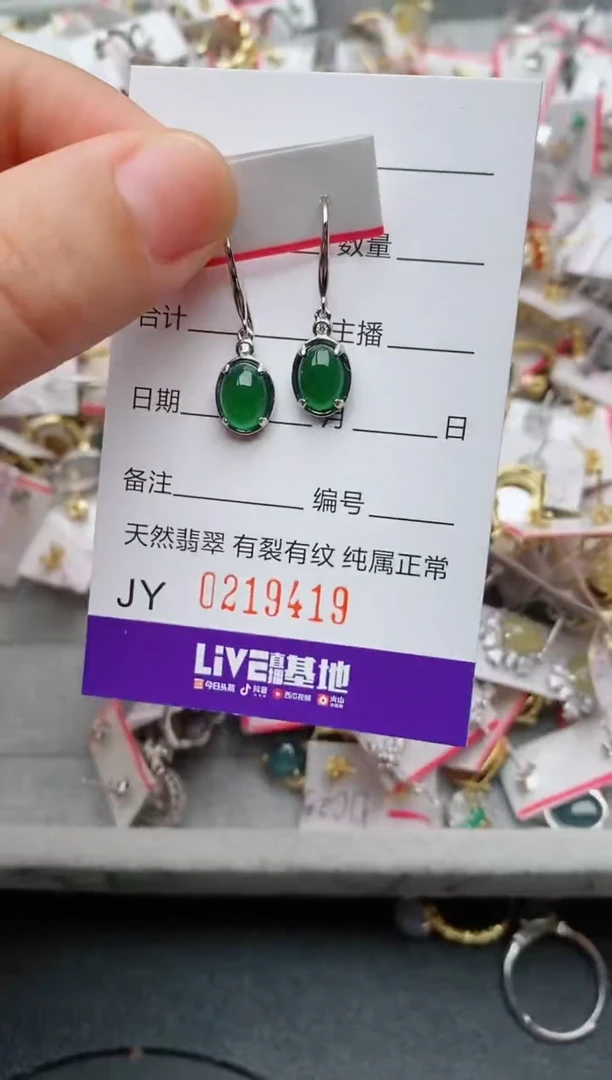 数量
合计 主播
日期 月 日
备注 编号
天然翡翠 有裂有纹 纯属正常
JY 0219419
LiVE直播基地
今日头条 抖音 西瓜视频 火山